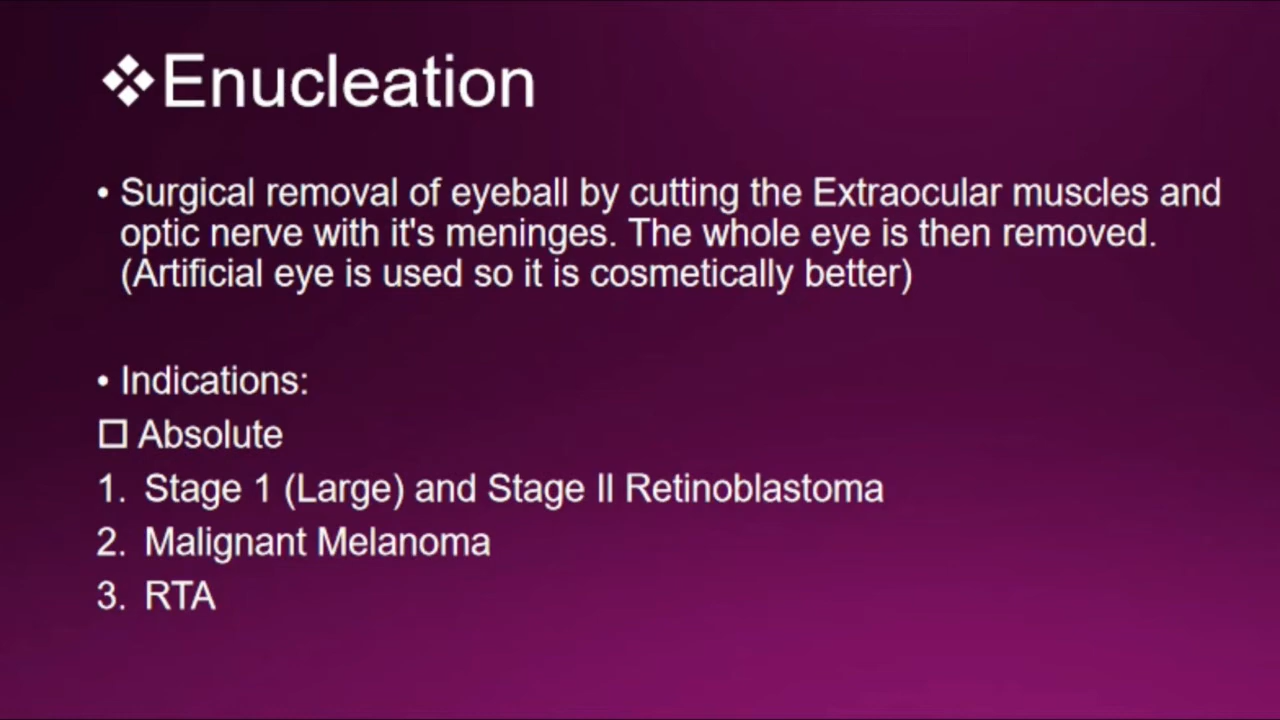 ❖Enucleation
• Surgical removal of eyeball by cutting the Extraocular muscles and
optic nerve with it's meninges. The whole eye is then removed.
(Artificial eye is used so it is cosmetically better)
• Indications:
☐ Absolute
1. Stage 1 (Large) and Stage II Retinoblastoma
2. Malignant Melanoma
3. RTA